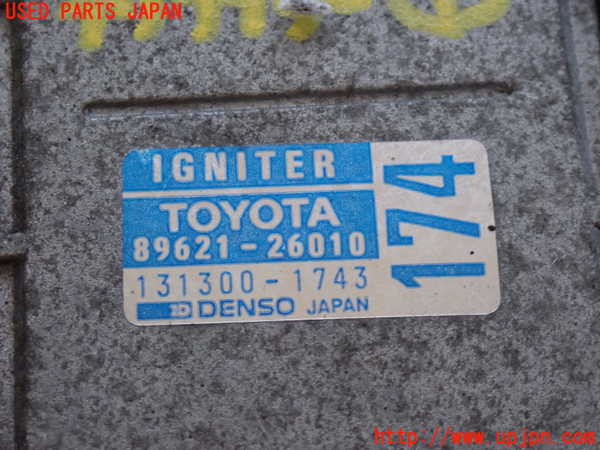 USED PARTS JAPAN
IGNITER
TOYOTA
89621-26010
131300-1743
DENSO JAPAN
174
http://www.upjpn.com/